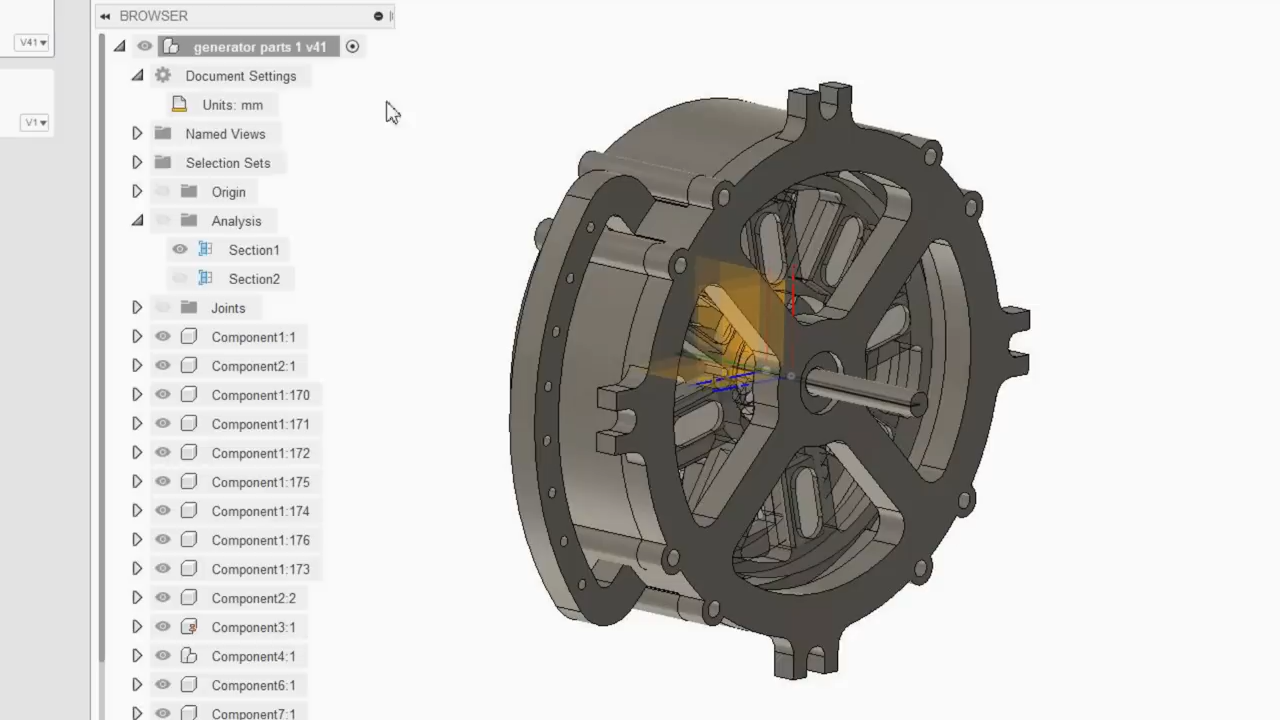 BROWSER
V41
generator parts 1 v41
Document Settings
Units: mm
V1
Named Views
Selection Sets
Origin
Analysis
Section1
Section2
Joints
Component1:1
Component2:1
Component1:170
Component1:171
Component1:172
Component1:175
Component1:174
Component1:176
Component1:173
Component2:2
Component3:1
Component4:1
Component6:1
Component7:1